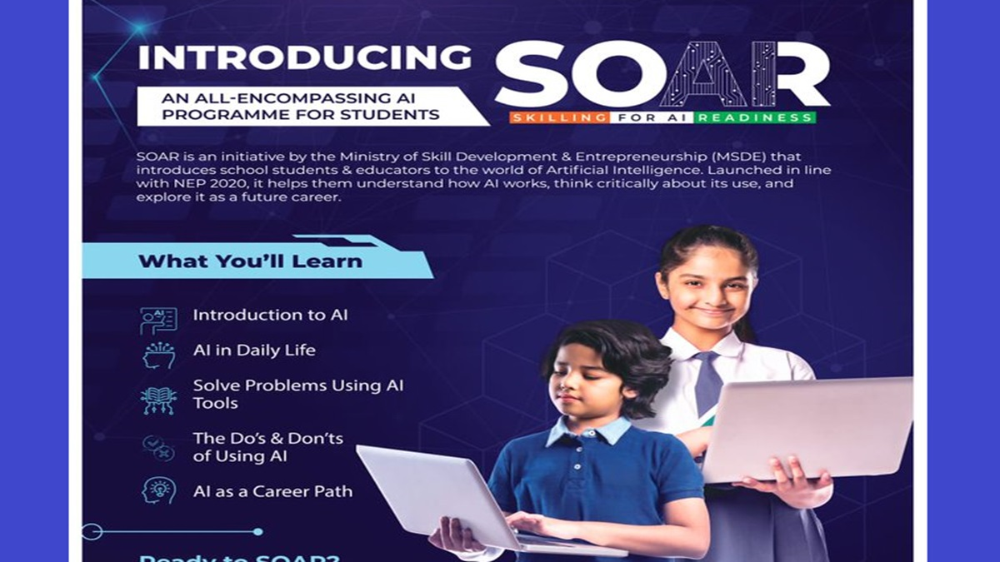 INTRODUCING
SOAR
AN ALL-ENCOMPASSING AI
PROGRAMME FOR STUDENTS
SKILLING FOR AI READINESS
SOAR is an initiative by the Ministry of Skill Development & Entrepreneurship (MSDE) that
introduces school students & educators to the world of Artificial Intelligence. Launched in line
with NEP 2020, it helps them understand how AI works, think critically about its use, and
explore it as a future career.
What You'll Learn
AI
Introduction to AI
AI in Daily Life
Solve Problems Using AI
Tools
The Do's & Don'ts
of Using AI
AI as a Career Path
Ready to SOAR?